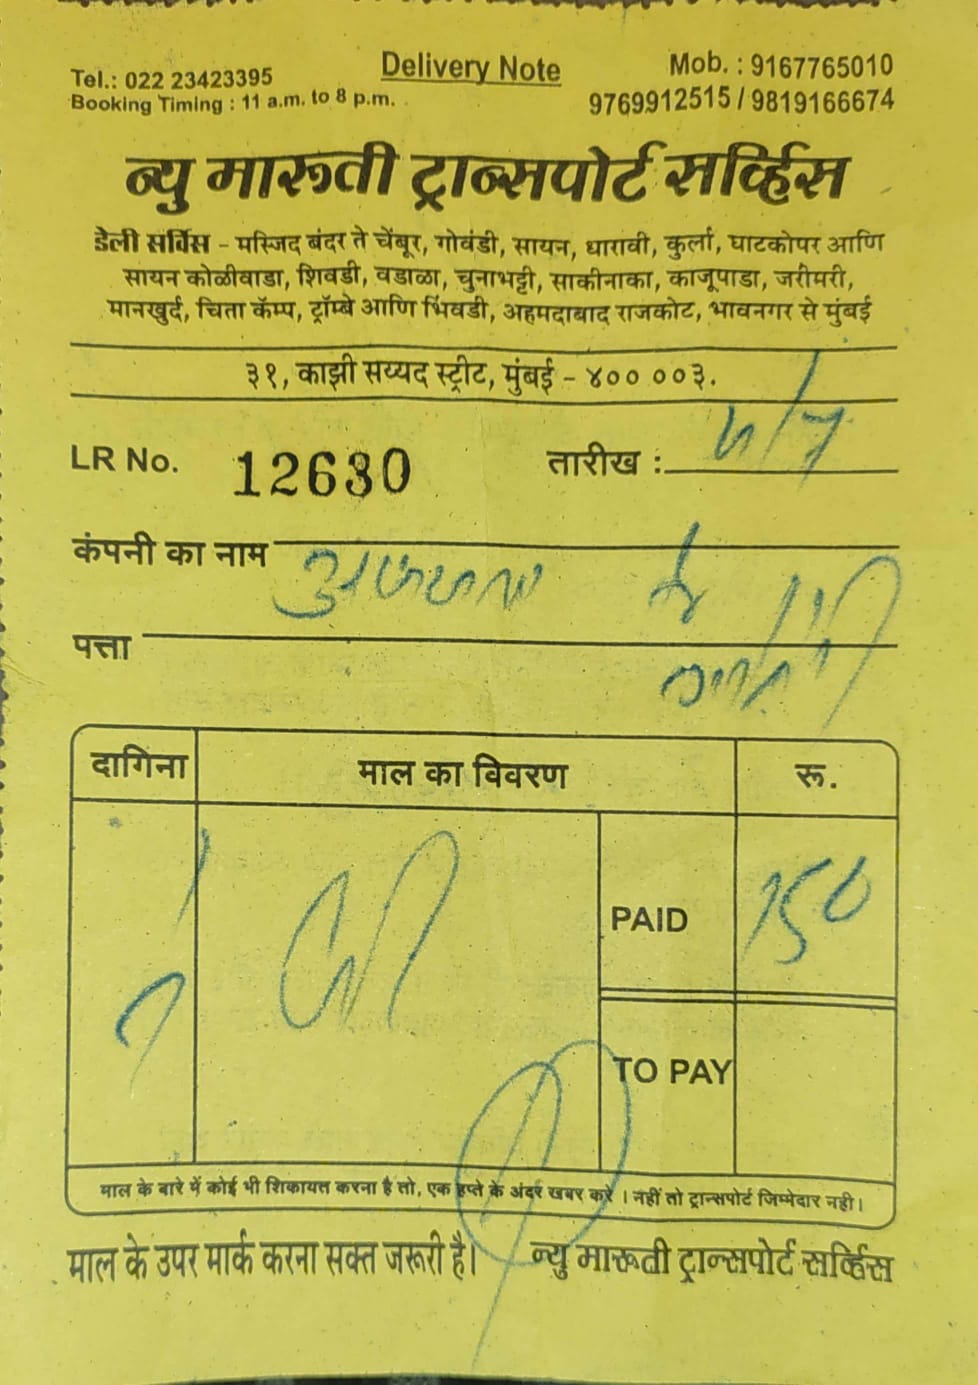 Delivery Note
Tel.: 022 23423395
Mob. : 9167765010
Booking Timing : 11 a.m. to 8 p.m.
9769912515 / 9819166674
न्यु मारूती ट्रान्सपोर्ट सर्व्हिस
डेली सर्विस - मस्जिद बंदर ते चेंबूर, गोवंडी, सायन, धारावी, कुर्ला, घाटकोपर आणि
सायन कोळीवाडा, शिवडी, वडाळा, चुनाभट्टी, साकीनाका, काजूपाडा, जरीमरी,
मानखुर्द, चिता कॅम्प, ट्रॉम्बे आणि भिंवडी, अहमदाबाद राजकोट, भावनगर से मुंबई
३१, काझी सय्यद स्ट्रीट, मुंबई - ४०० ००३.
LR No. 12630 तारीख :
कंपनी का नाम
पत्ता
दागिना माल का विवरण रू.
PAID 150
TO PAY
माल के बारे में कोई भी शिकायत करना है तो, एक हप्ते के अंदर खबर करे । नहीं तो ट्रान्सपोर्ट जिम्मेदार नही।
माल के उपर मार्क करना सक्त जरूरी है। न्यु मारूती ट्रान्सपोर्ट सर्व्हिस